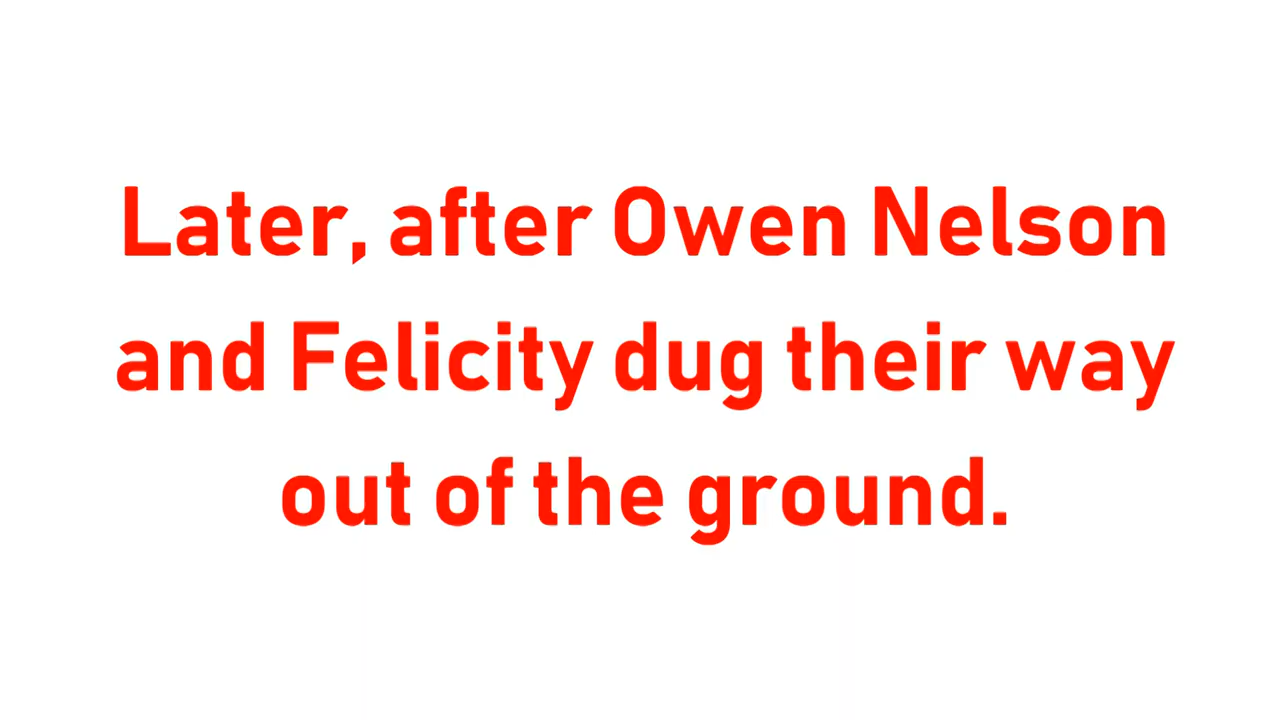 Later, after Owen Nelson
and Felicity dug their way
out of the ground.